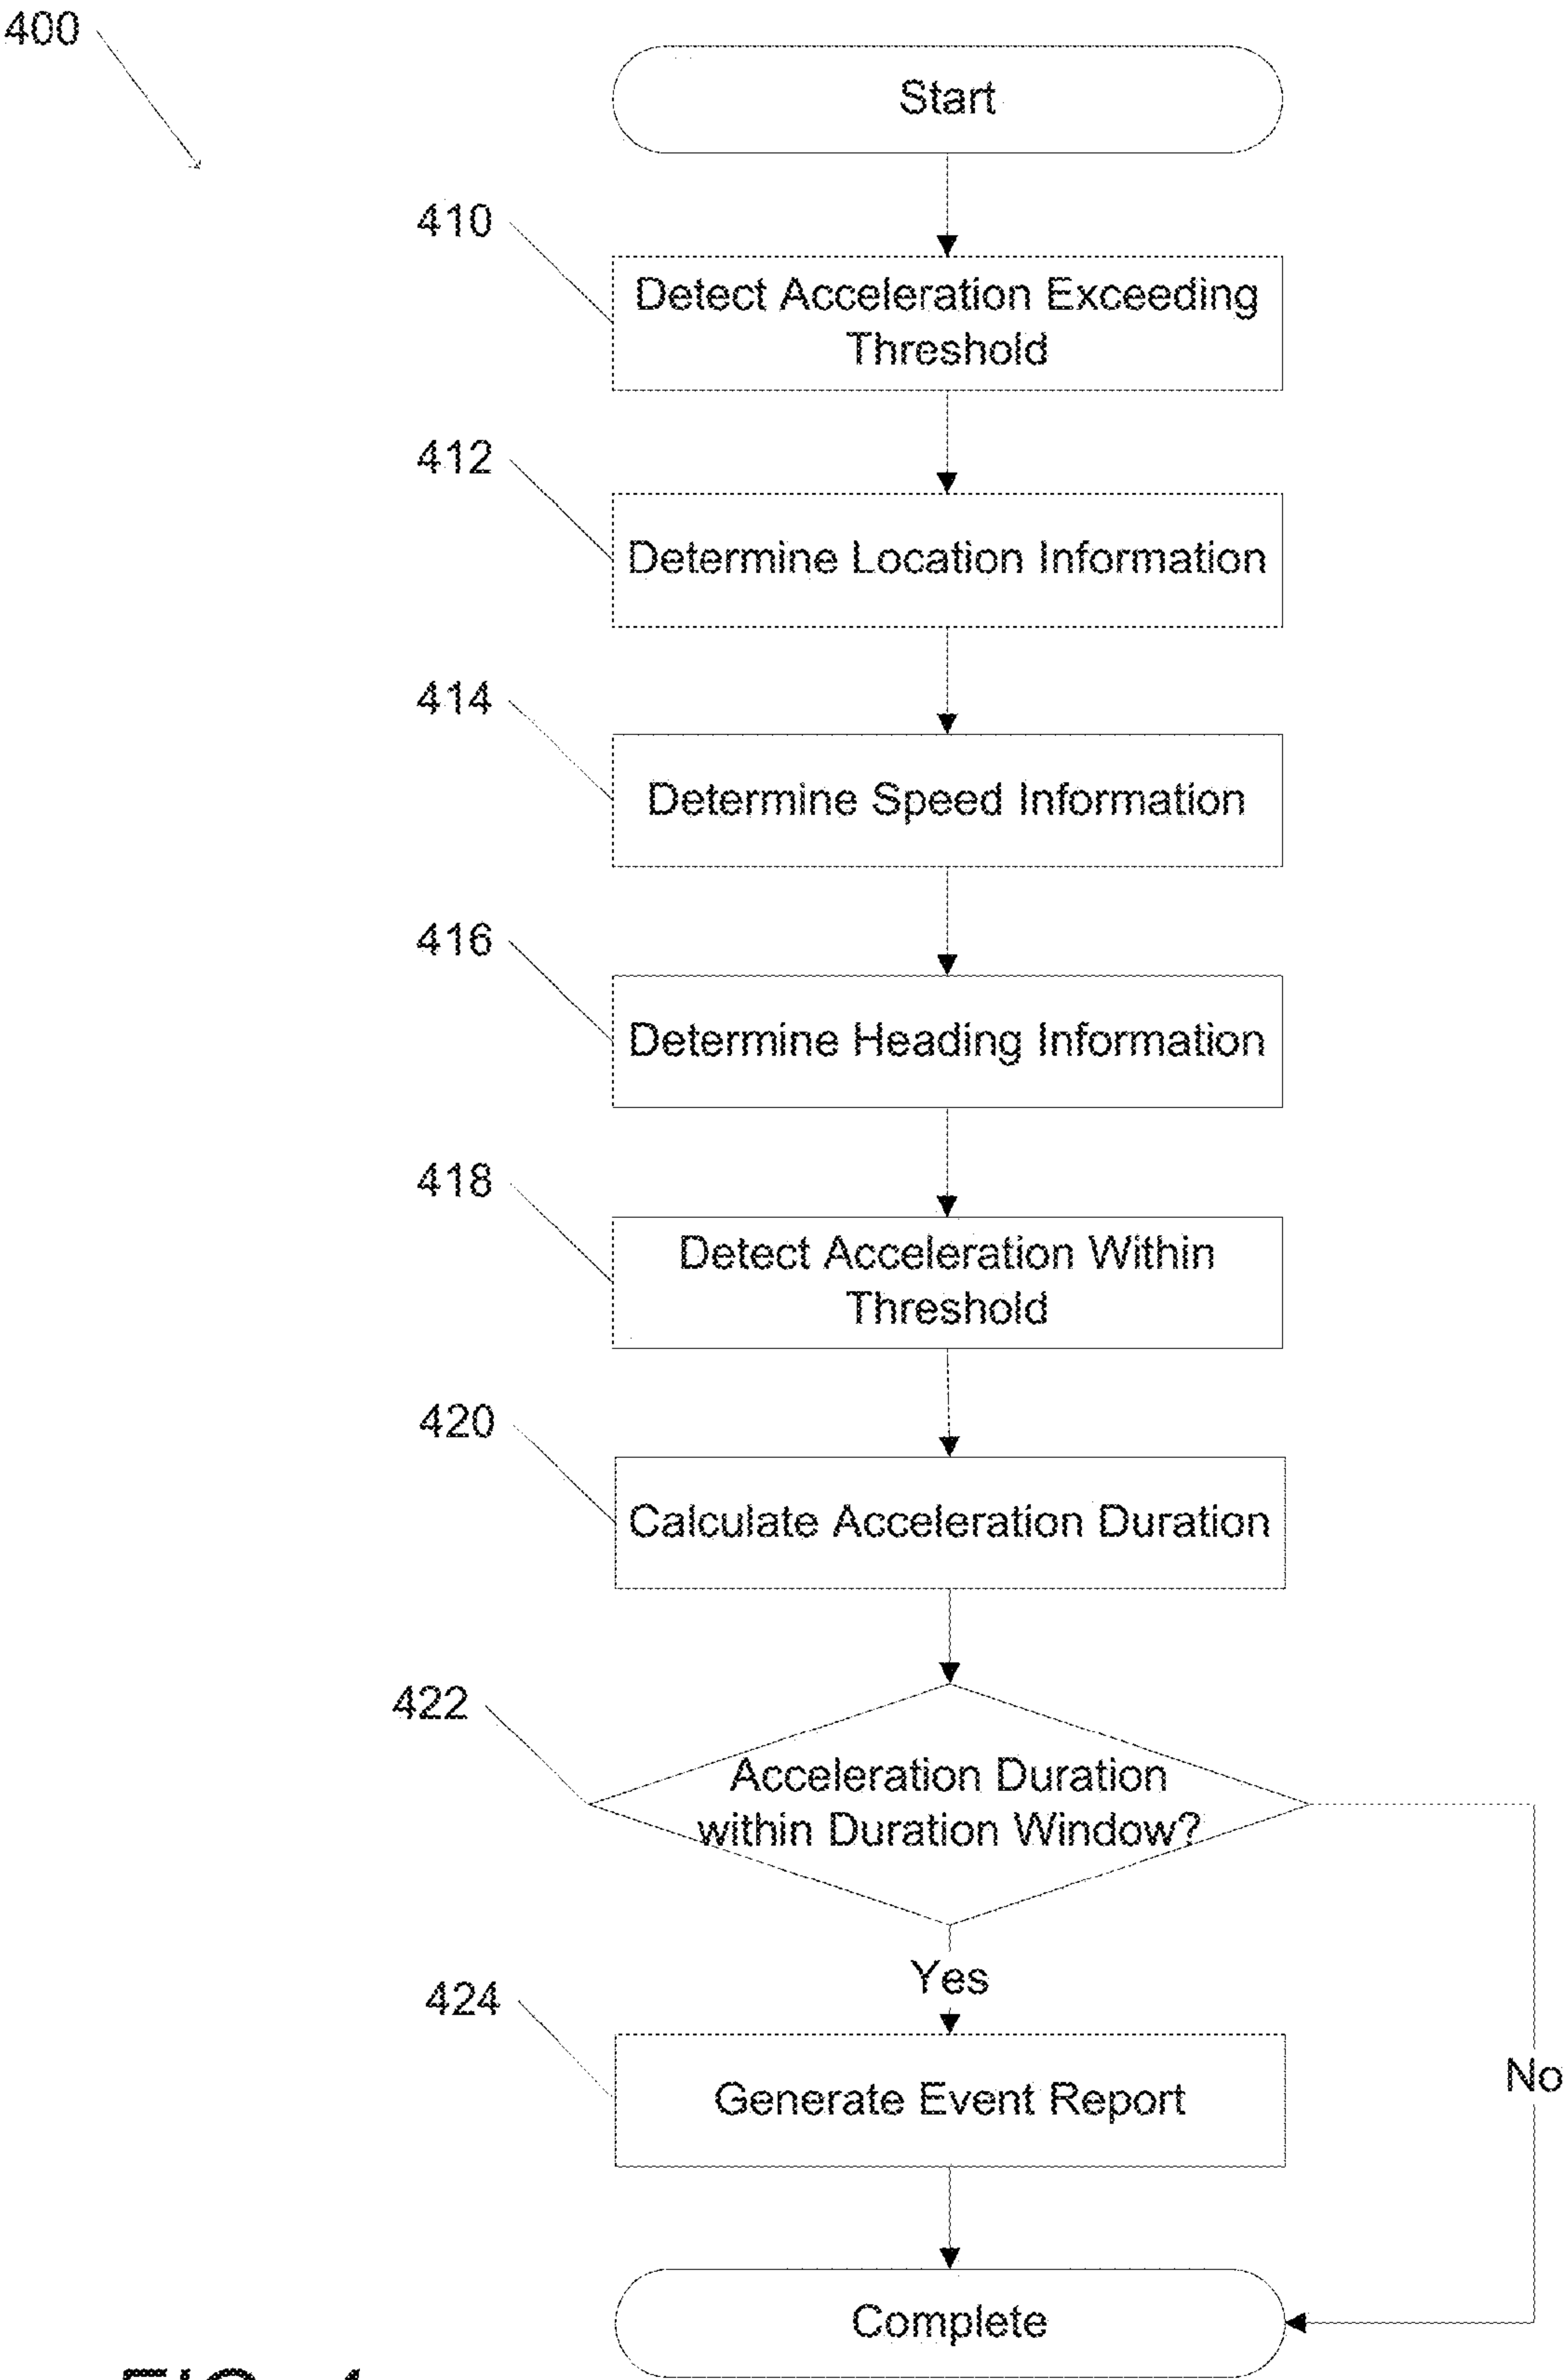 400
Start
410
Detect Acceleration Exceeding
Threshold
412
Determine Location Information
414
Determine Speed Information
416
Determine Heading Information
418
Detect Acceleration Within
Threshold
420
Calculate Acceleration Duration
422
Acceleration Duration
within Duration Window?
Yes
424
Generate Event Report
No
Complete